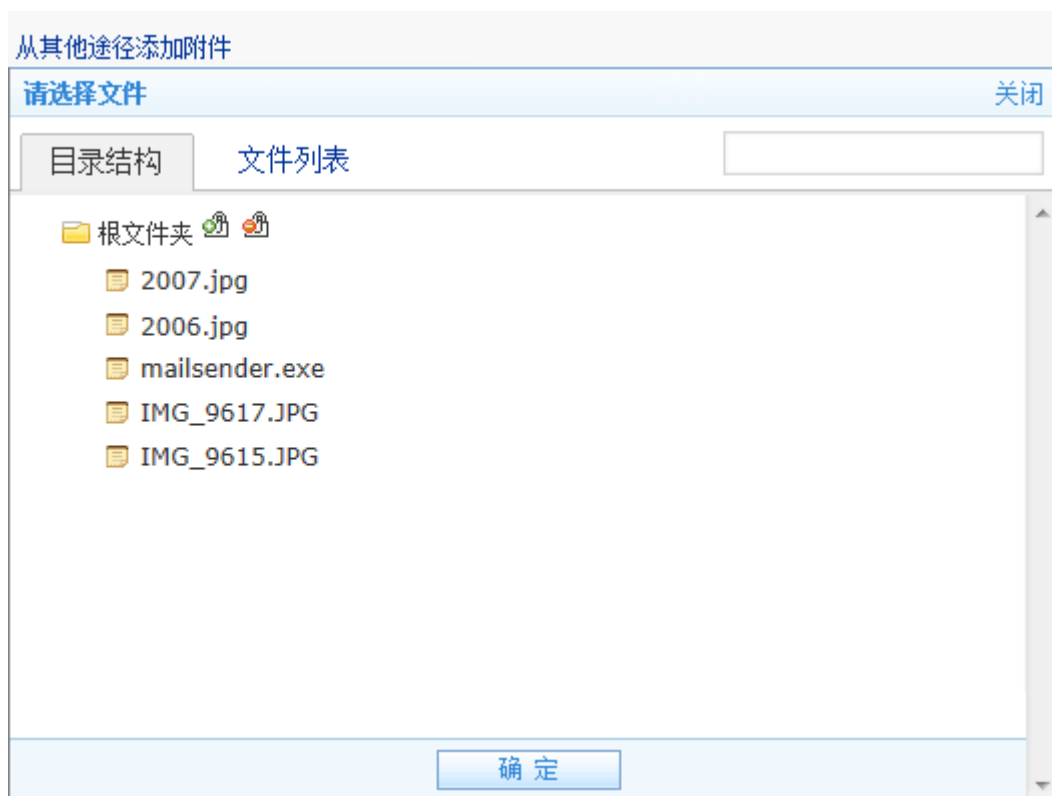 从其他途径添加附件
请选择文件 关闭
目录结构 文件列表
根文件夹
2007.jpg
2006.jpg
mailsender.exe
IMG_9617.JPG
IMG_9615.JPG
确 定